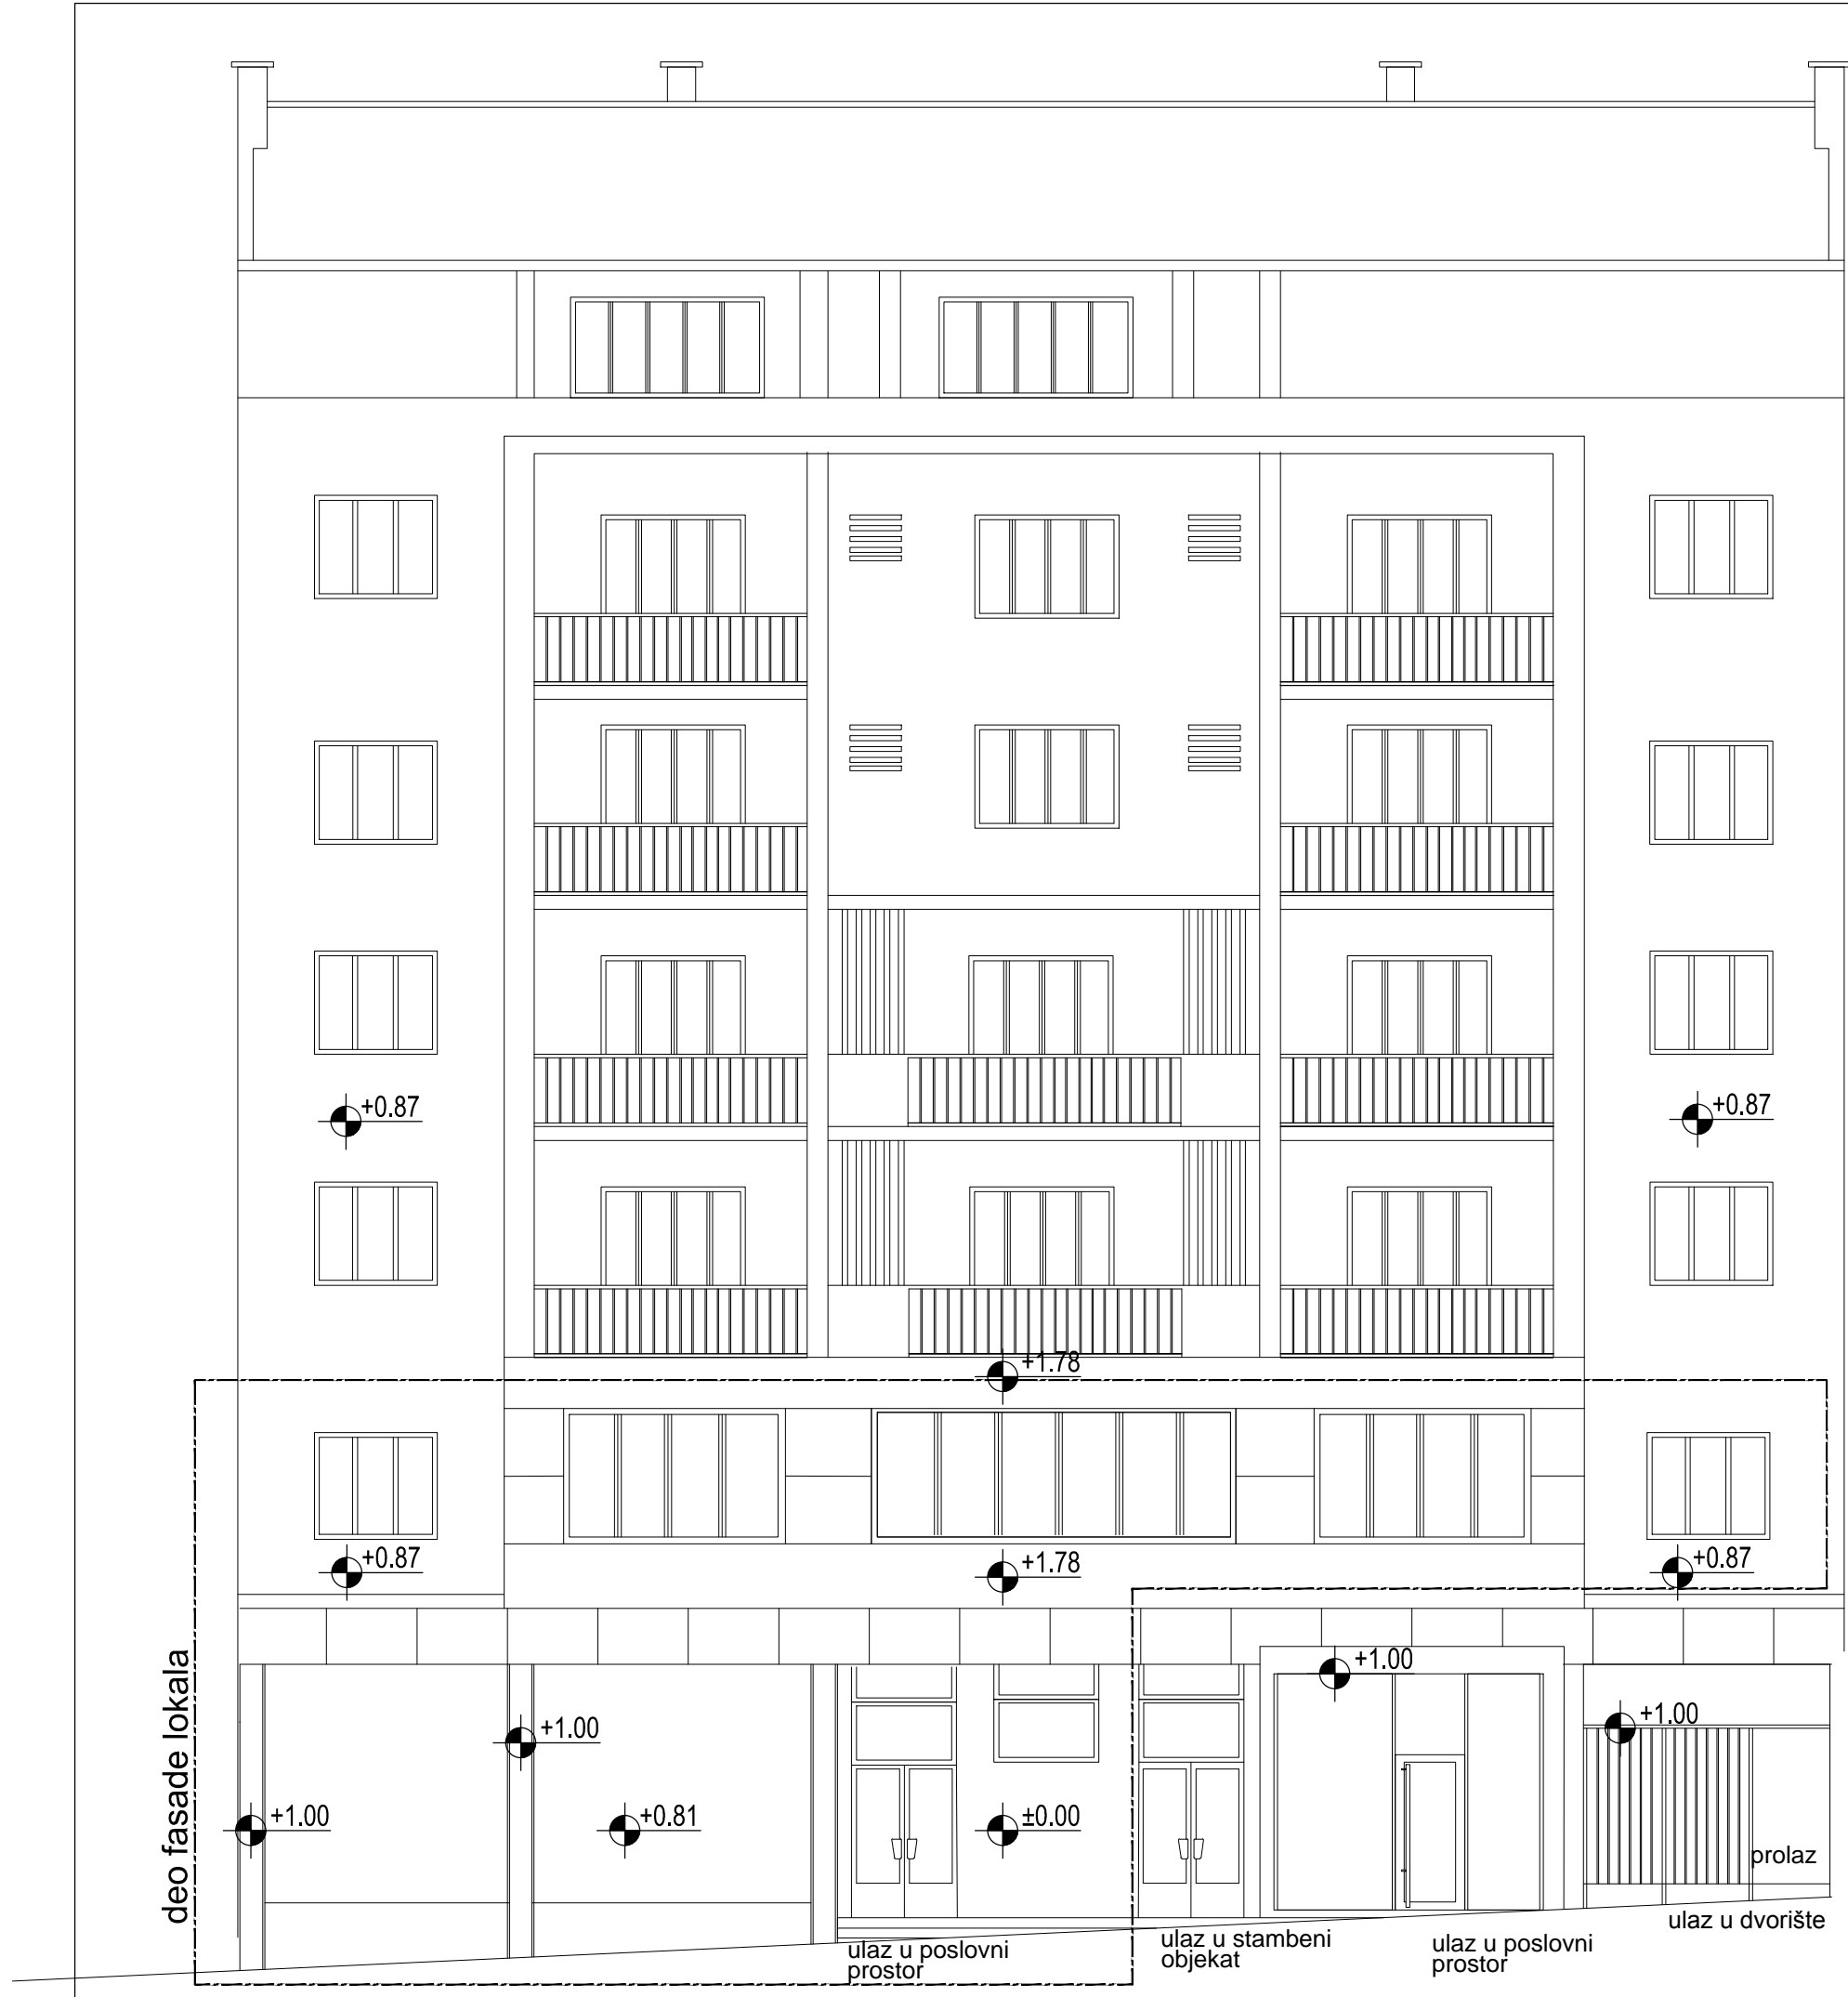 +0.87
+0.87
+1.78
+0.87
+1.78
+0.87
deo fasade lokala
+1.00
+1.00
+1.00
+1.00
+0.81
±0.00
prolaz
ulaz u dvorište
ulaz u poslovni
prostor
ulaz u stambeni
objekat
ulaz u poslovni
prostor